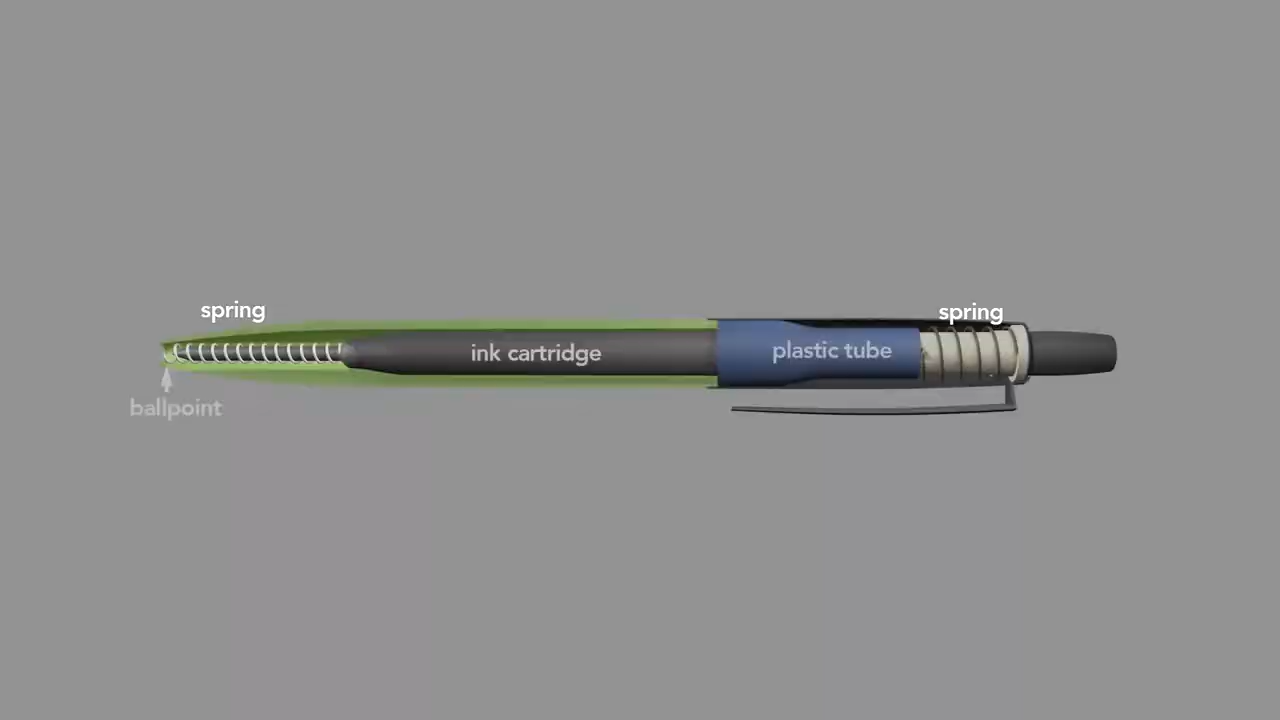 spring
spring
ink cartridge
plastic tube
ballpoint